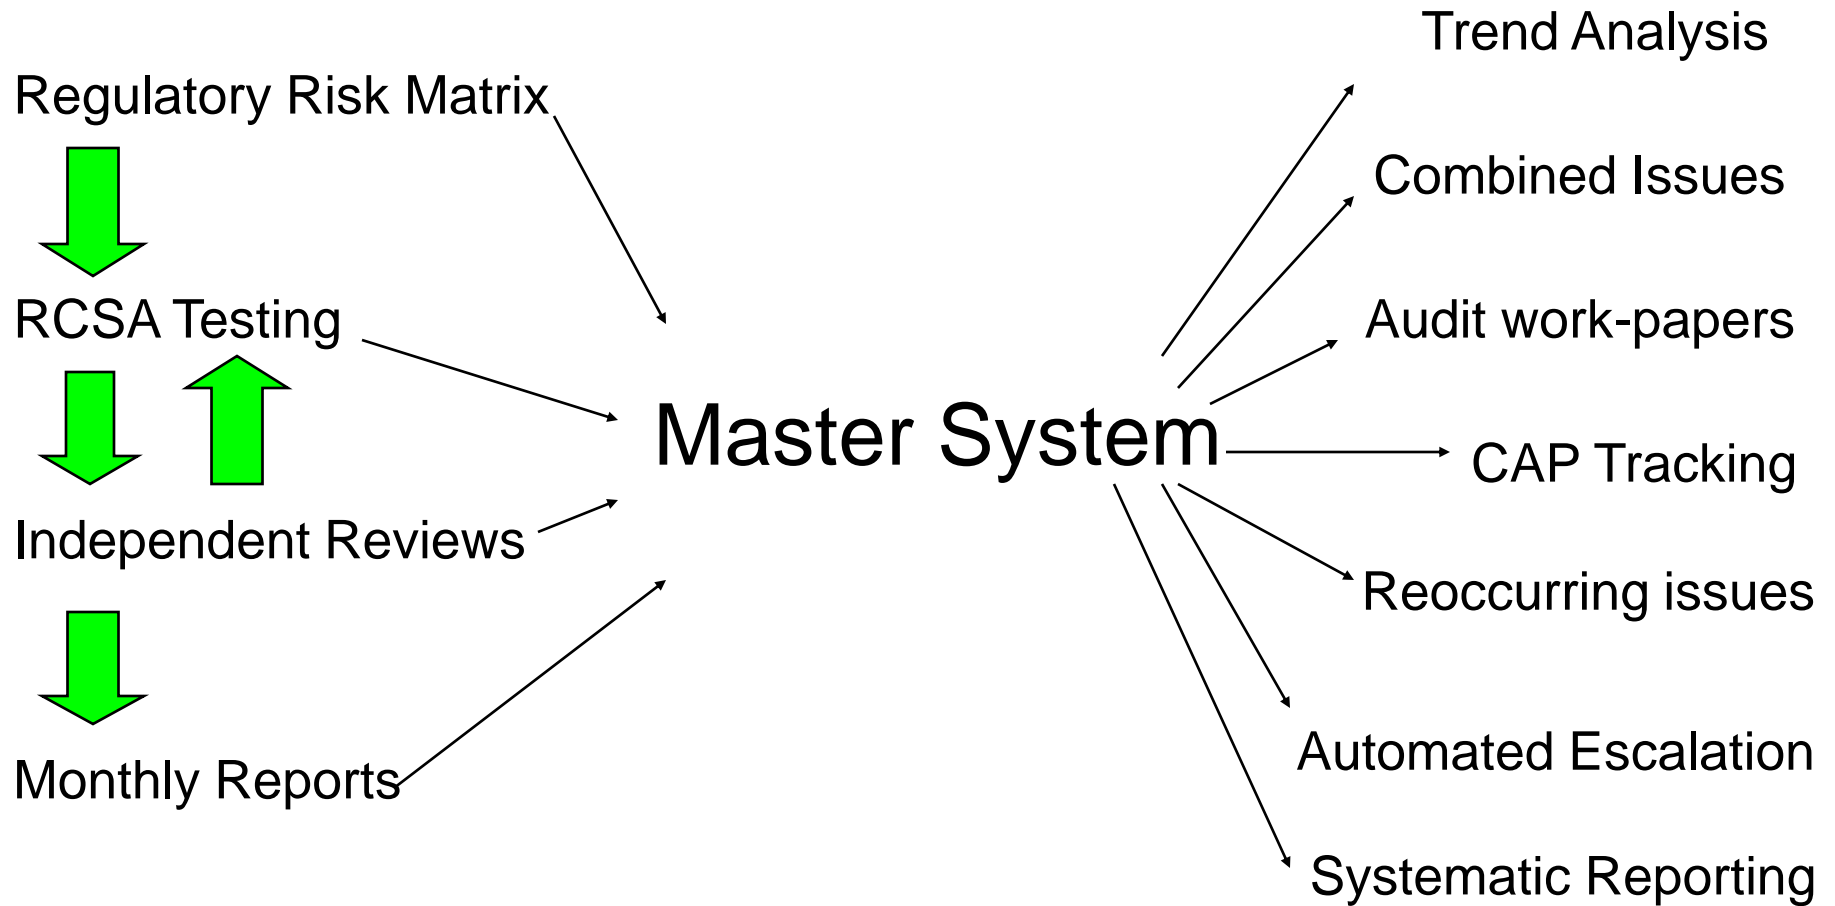 Regulatory Risk Matrix
RCSA Testing
Independent Reviews
Monthly Reports
Master System
Trend Analysis
Combined Issues
Audit work-papers
CAP Tracking
Reoccurring issues
Automated Escalation
Systematic Reporting